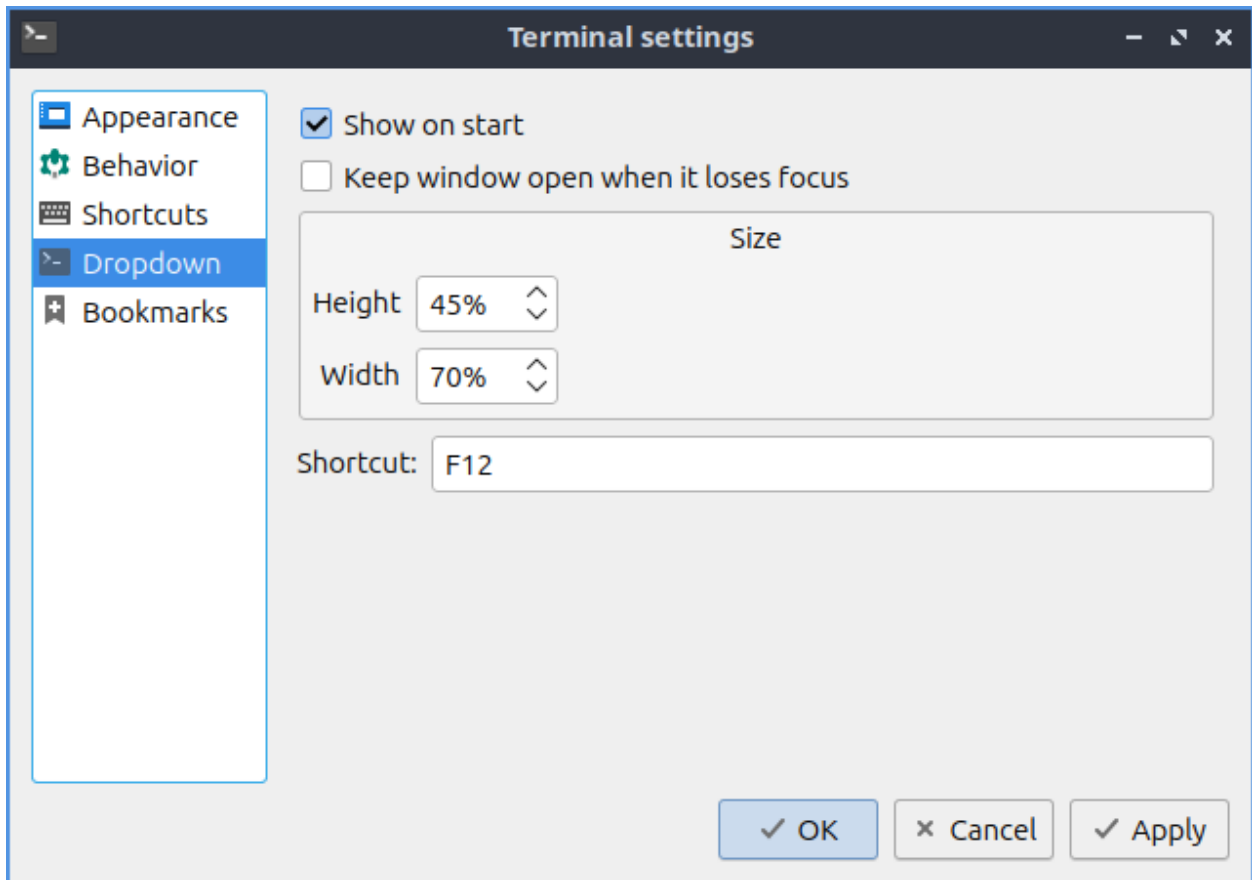 Terminal settings
Appearance
Behavior
Shortcuts
Dropdown
Bookmarks
Show on start
Keep window open when it loses focus
Size
Height 45%
Width 70%
Shortcut: F12
OK Cancel Apply